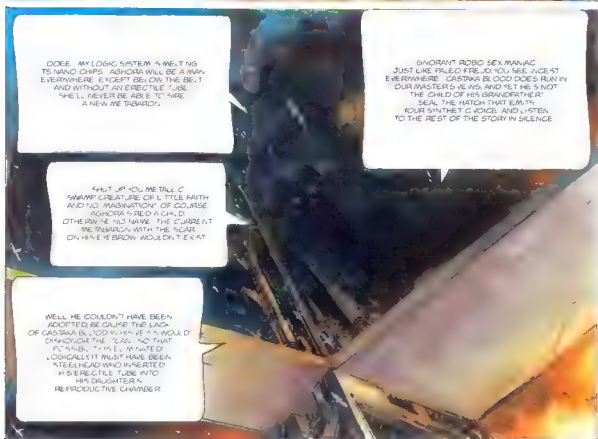 OOEE MY LOGIC SYSTEM IS MELTING
ITS NANO CHIPS. AGHORA WILL BE A MAN
EVERYWHERE EXCEPT BELOW THE BELT
AND WITHOUT AN ERECTILE TUBE
SHE'LL NEVER BE ABLE TO SIRE
A NEW METABARON
SHUT UP YOU METALLIC
SWAMP CREATURE OF LITTLE FAITH
AND NO IMAGINATION! OF COURSE
AGHORA SIRED A CHILD.
OTHERWISE NO NAME THE CURRENT
METABARON WITH THE SCAR
ON HIS EYEBROW WOULDN'T EXIST
WELL HE COULDN'T HAVE BEEN
ADOPTED, BECAUSE THE LACK
OF CASTAKA BLOOD IN HIS VEINS WOULD
DISHONOR THE CLAN SO THAT
POSSIBILITY IS ELIMINATED
LOGICALLY IT MUST HAVE BEEN
STEELHEAD WHO INSERTED
HIS ERECTILE TUBE INTO
HIS DAUGHTER'S
REPRODUCTIVE CHAMBER
IGNORANT ROBO SEX MANIAC
JUST LIKE PALEO FREUD. YOU SEE INCEST
EVERYWHERE CASTAKA BLOOD DOES RUN IN
OUR MASTER'S VEINS, AND YET HE'S NOT
THE CHILD OF HIS GRANDFATHER!
SEAL THE HATCH THAT EMITS
YOUR SYNTHETIC VOICE AND LISTEN
TO THE REST OF THE STORY IN SILENCE